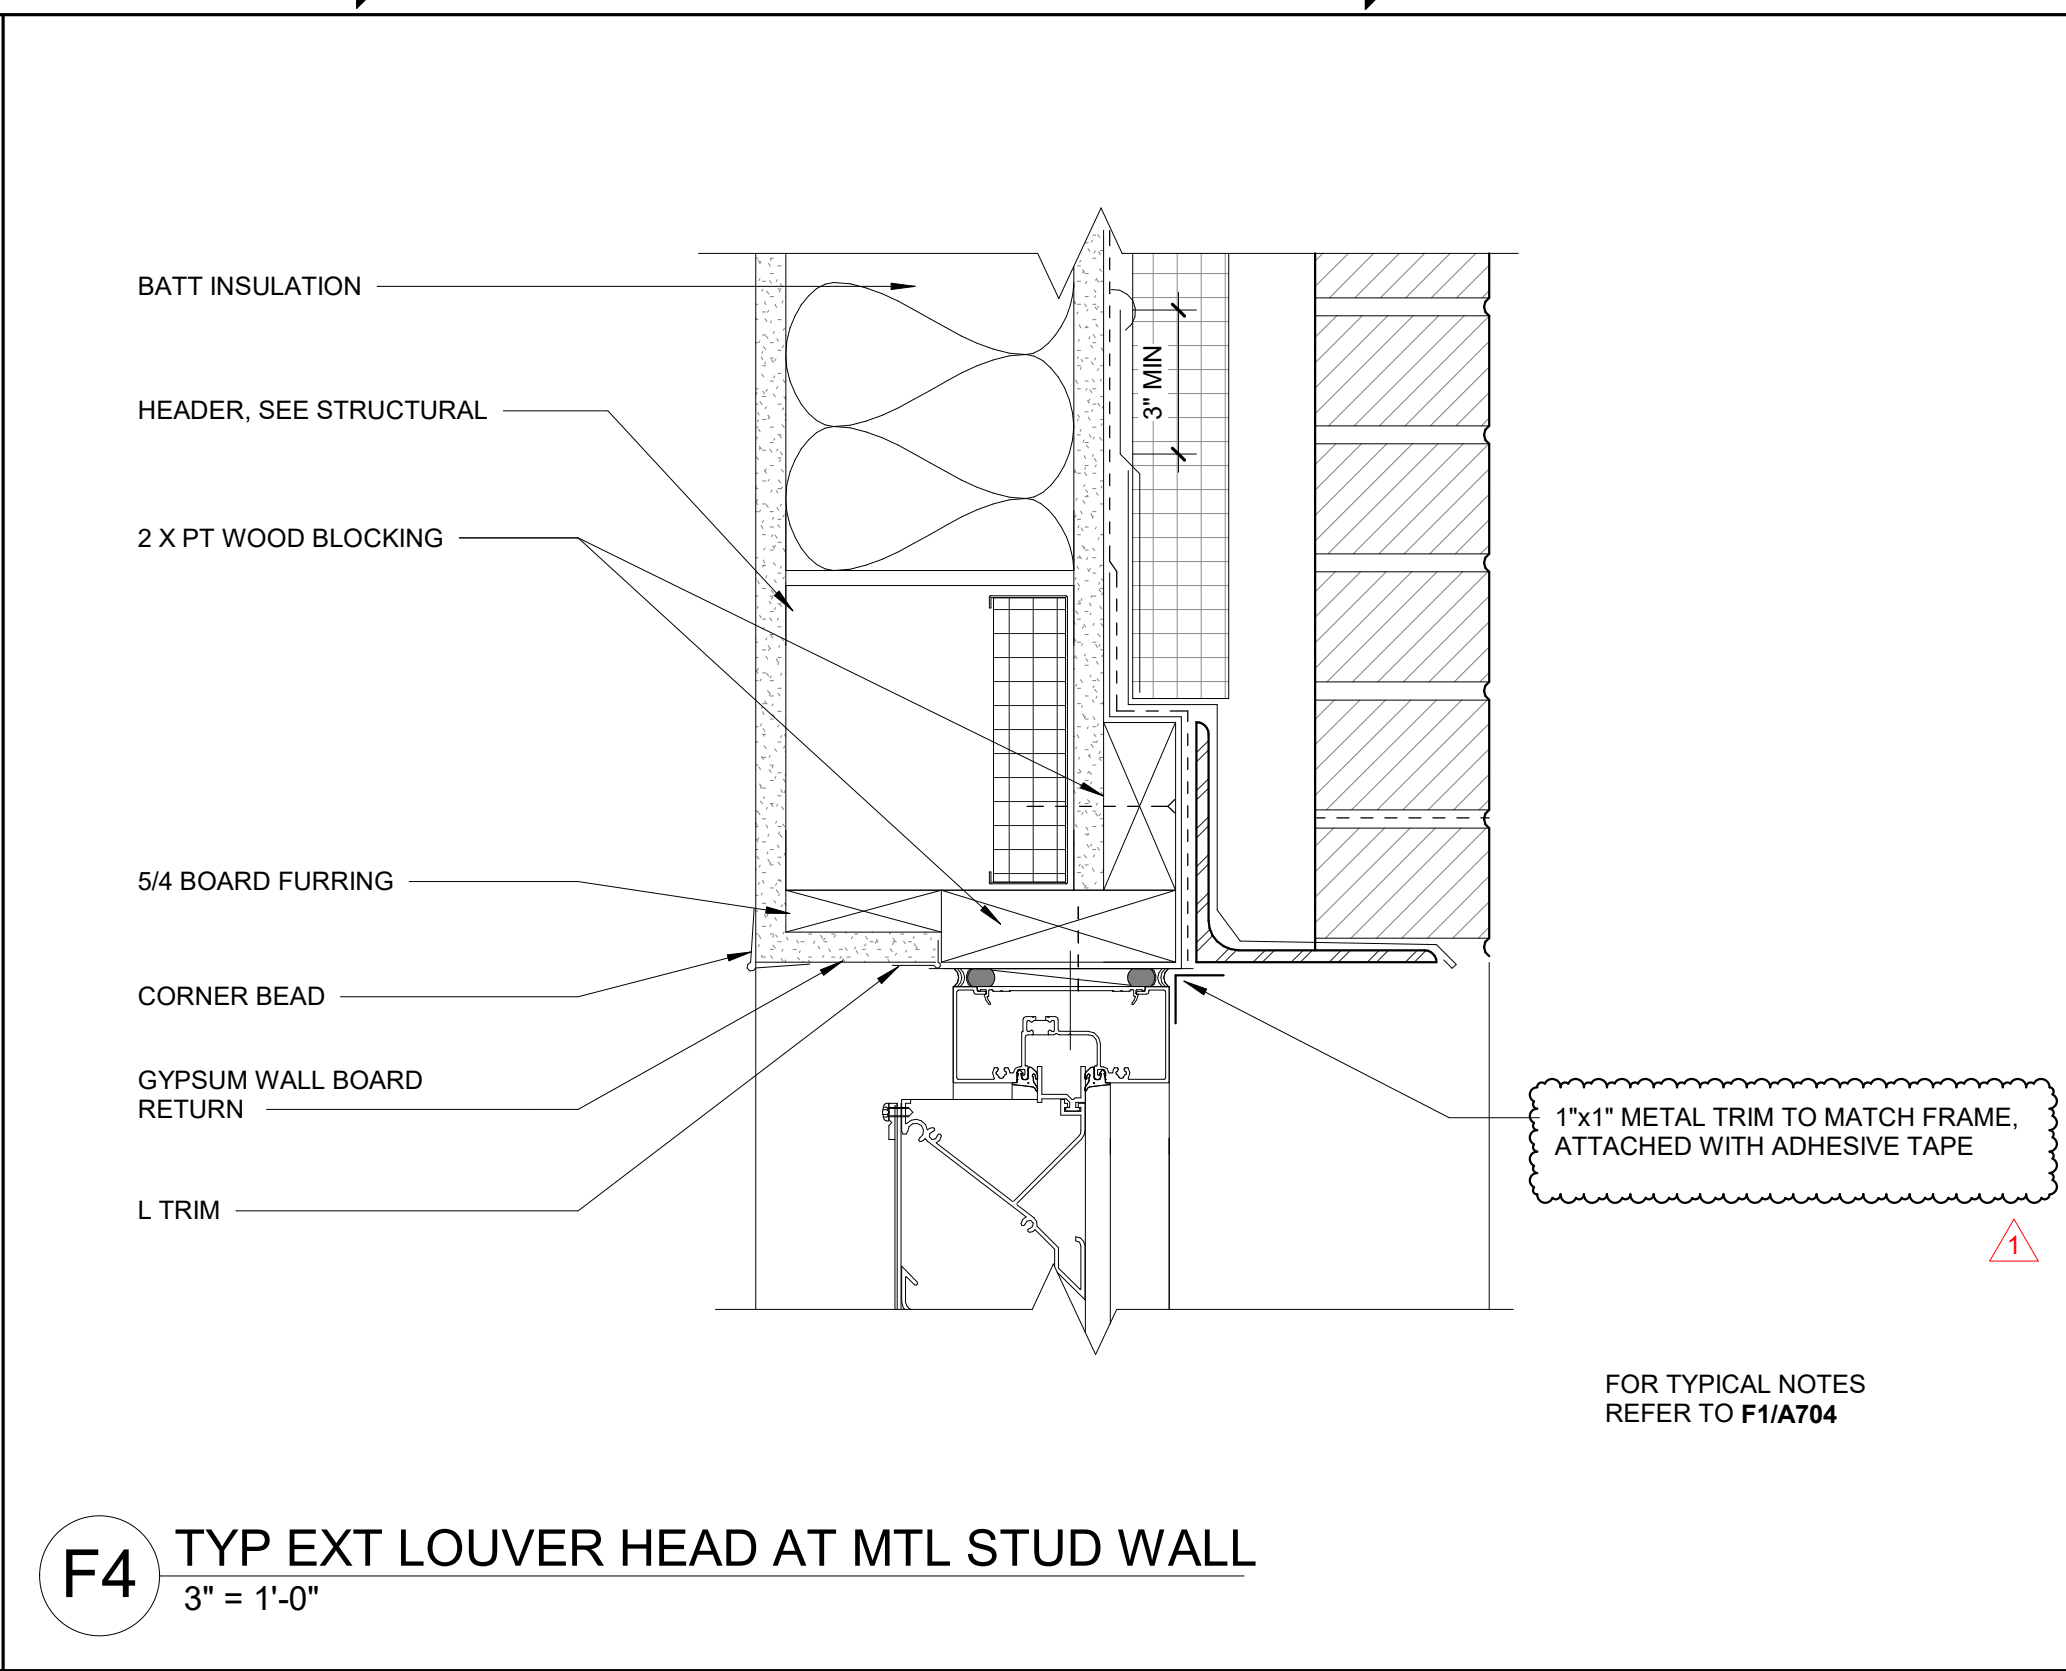 BATT INSULATION
HEADER, SEE STRUCTURAL
2 X PT WOOD BLOCKING
3" MIN
5/4 BOARD FURRING
CORNER BEAD
GYPSUM WALL BOARD
RETURN
L TRIM
1"x1" METAL TRIM TO MATCH FRAME,
ATTACHED WITH ADHESIVE TAPE
1
FOR TYPICAL NOTES
REFER TO F1/A704
F4
TYP EXT LOUVER HEAD AT MTL STUD WALL
3" = 1'-0"